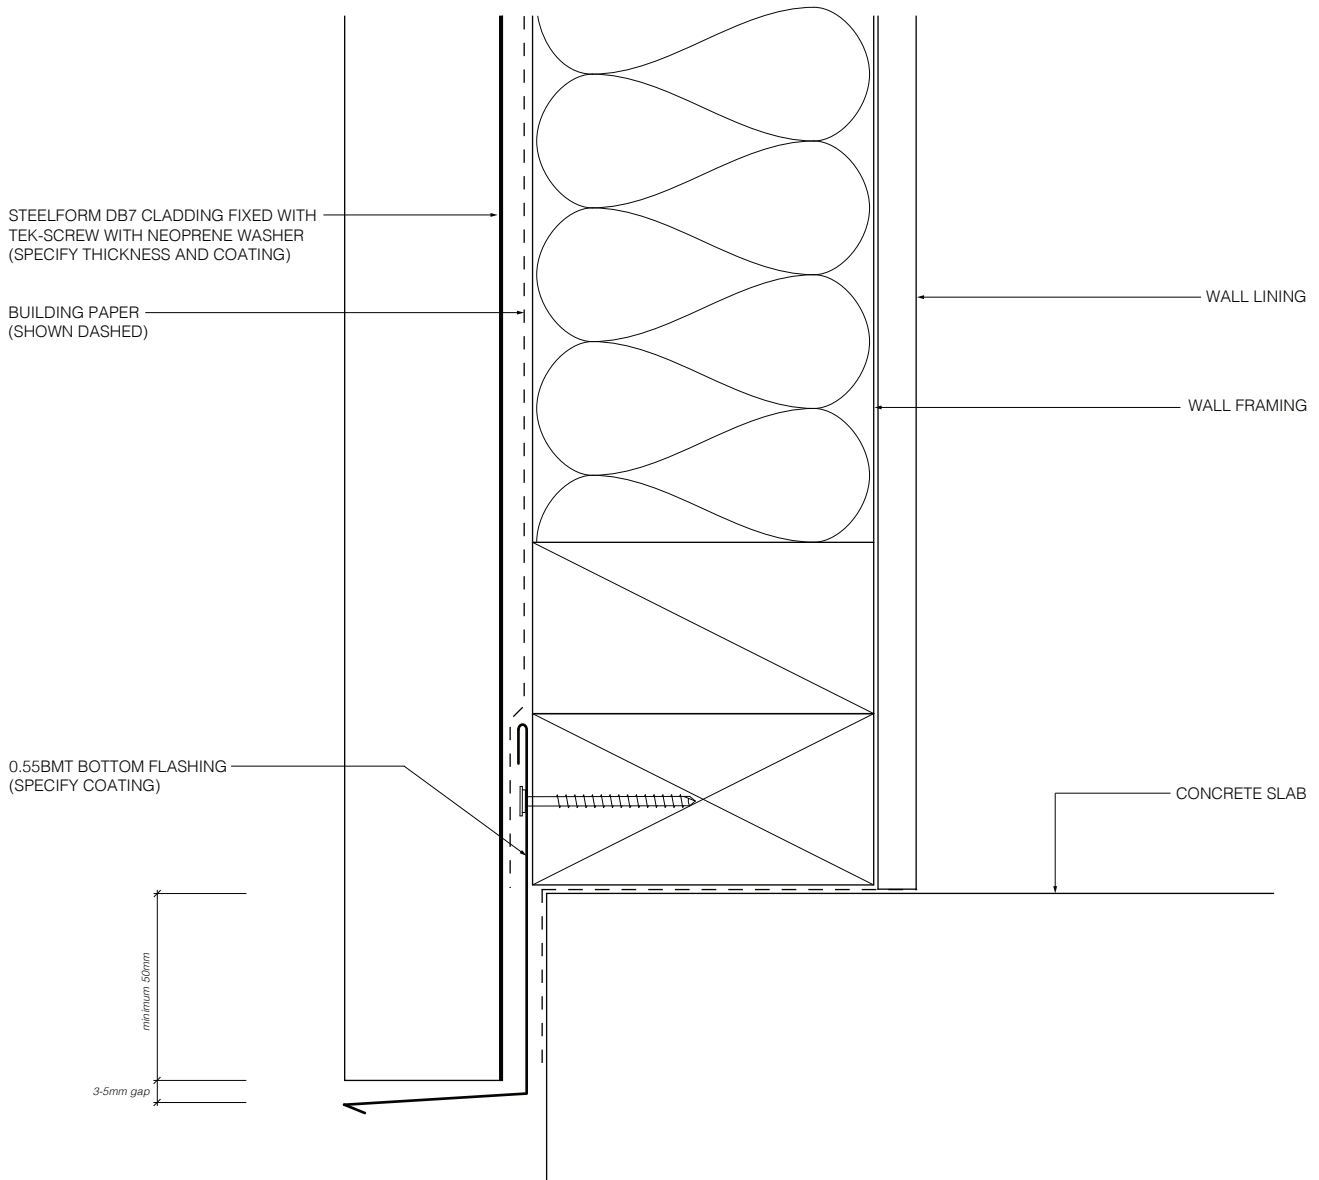 STEELFORM DB7 CLADDING FIXED WITH
TEK-SCREW WITH NEOPRENE WASHER
(SPECIFY THICKNESS AND COATING)
BUILDING PAPER
(SHOWN DASHED)
WALL LINING
WALL FRAMING
0.55BMT BOTTOM FLASHING
(SPECIFY COATING)
CONCRETE SLAB
minimum 50mm
3-5mm gap